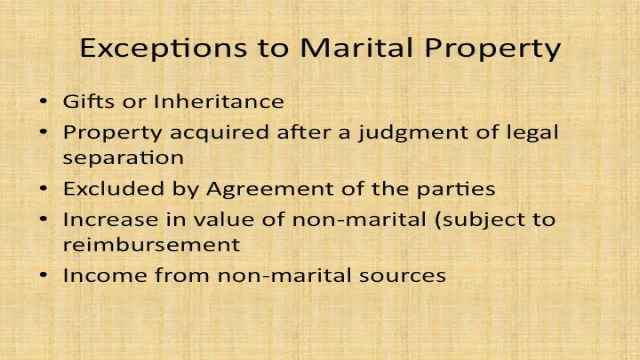 Exceptions to Marital Property
• Gifts or Inheritance
• Property acquired after a judgment of legal
separation
• Excluded by Agreement of the parties
• Increase in value of non-marital (subject to
reimbursement
• Income from non-marital sources